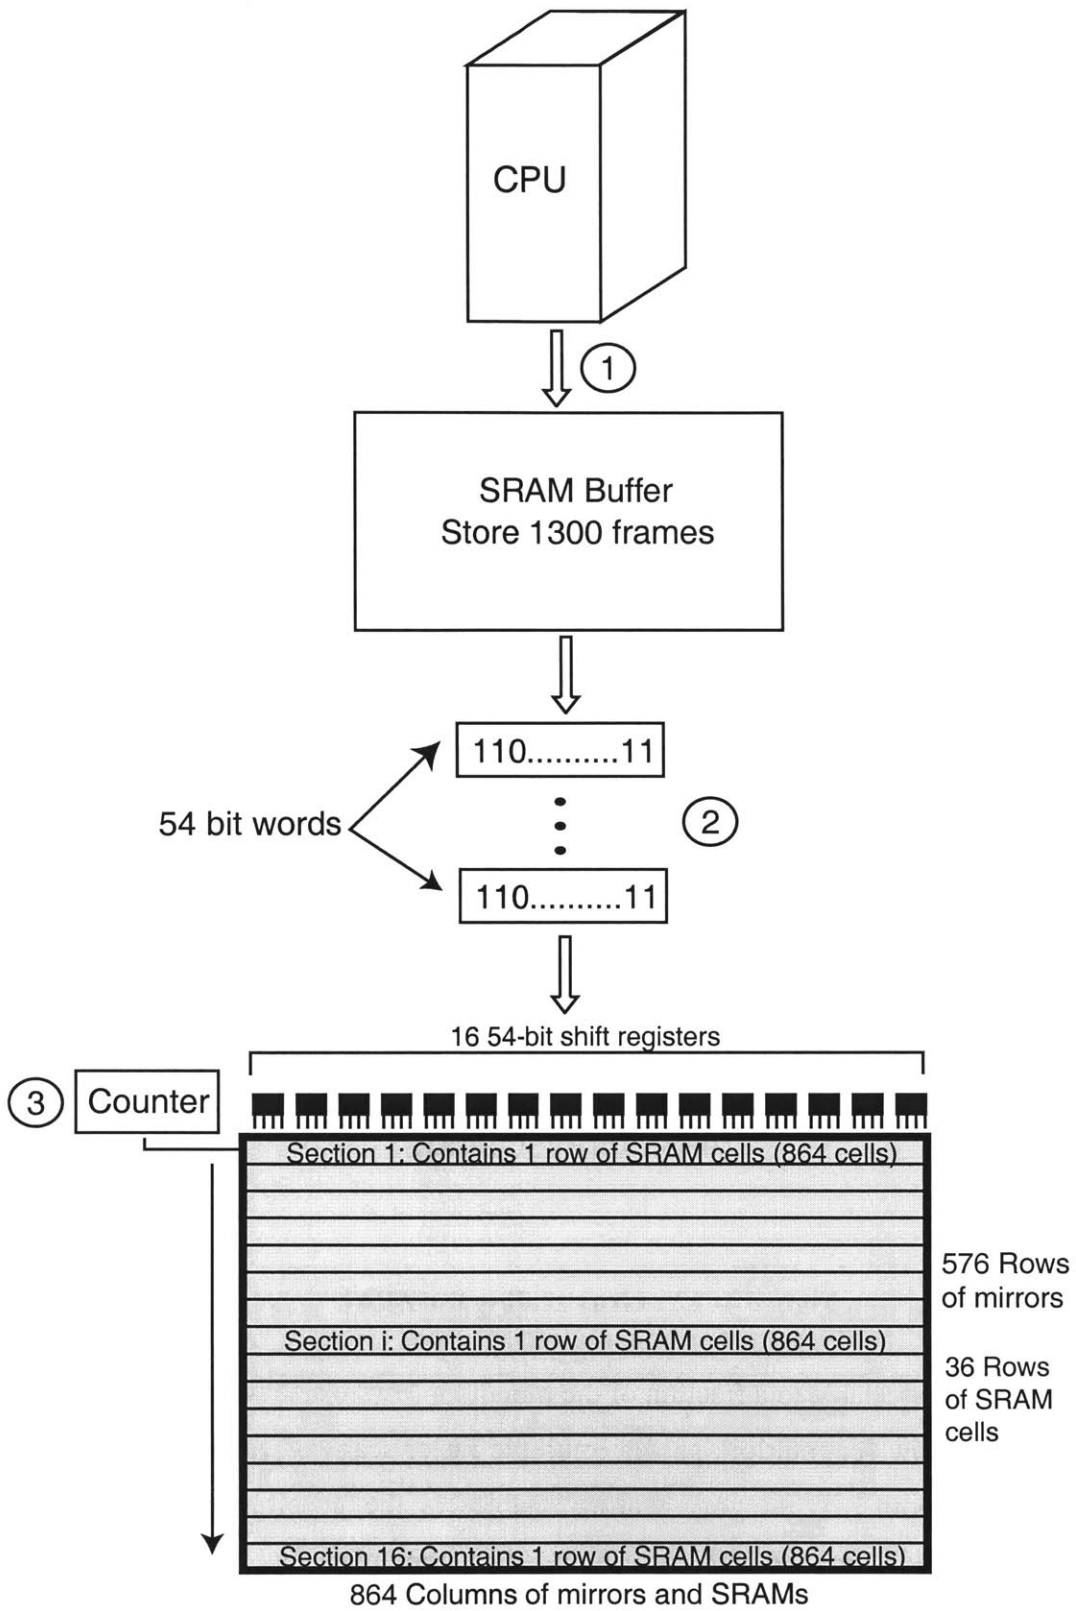 CPU
1
SRAM Buffer
Store 1300 frames
110..........11
54 bit words
2
110..........11
16 54-bit shift registers
3
Counter
Section 1: Contains 1 row of SRAM cells (864 cells)
576 Rows
of mirrors
Section i: Contains 1 row of SRAM cells (864 cells)
36 Rows
of SRAM
cells
Section 16: Contains 1 row of SRAM cells (864 cells)
864 Columns of mirrors and SRAMs